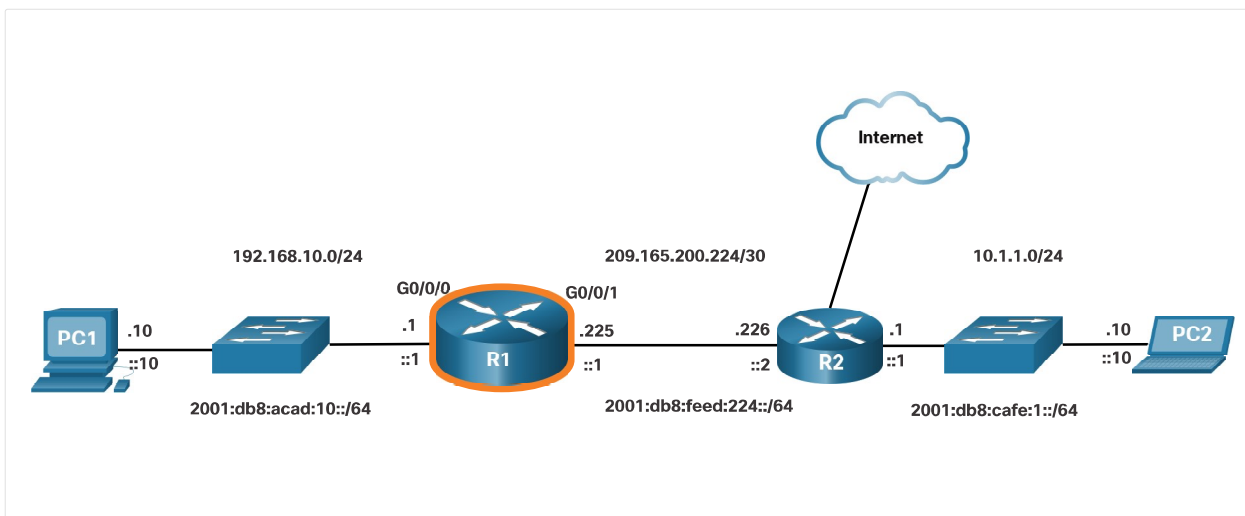 Internet
192.168.10.0/24
209.165.200.224/30
10.1.1.0/24
G0/0/0
G0/0/1
PC1
.10
::10
.1
::1
R1
.225
::1
.226
::2
R2
.1
::1
.10
::10
PC2
2001:db8:acad:10::/64
2001:db8:feed:224::/64
2001:db8:cafe:1::/64